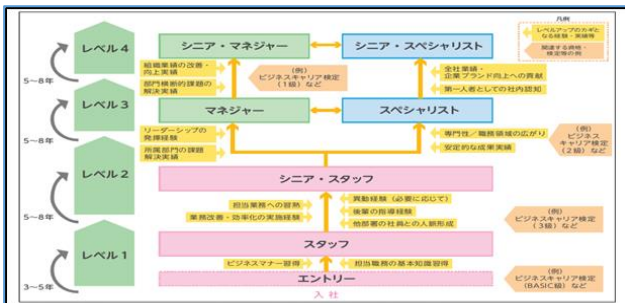 凡例
レベルアップのカギと
なる経験・実績等
関連する資格・
検定等の例
レベル4
シニア・マネジャー
シニア・スペシャリスト
5~8年
組織業績の改善・
向上実績
部門横断的課題の
解決実績
(例)
ビジネスキャリア検定
(1級)など
全社業績・
企業ブランド向上への貢献
第一人者としての社内認知
レベル3
マネジャー
スペシャリスト
5~8年
リーダーシップの
発揮経験
所属部門の課題
解決実績
専門性/職務領域の広がり
安定的な成果実績
(例)
ビジネス
キャリア検定
(2級)など
レベル2
シニア・スタッフ
5~8年
担当業務への習熟
業務改善・効率化の実施経験
異動経験(必要に応じて)
後輩の指導経験
他部署の社員との人脈形成
(例)
ビジネスキャリア検定
(3級)など
スタッフ
レベル1
3~5年
ビジネスマナー習得
担当職務の基本知識習得
(例)
ビジネスキャリア検定
(BASIC級)など
エントリー
入社